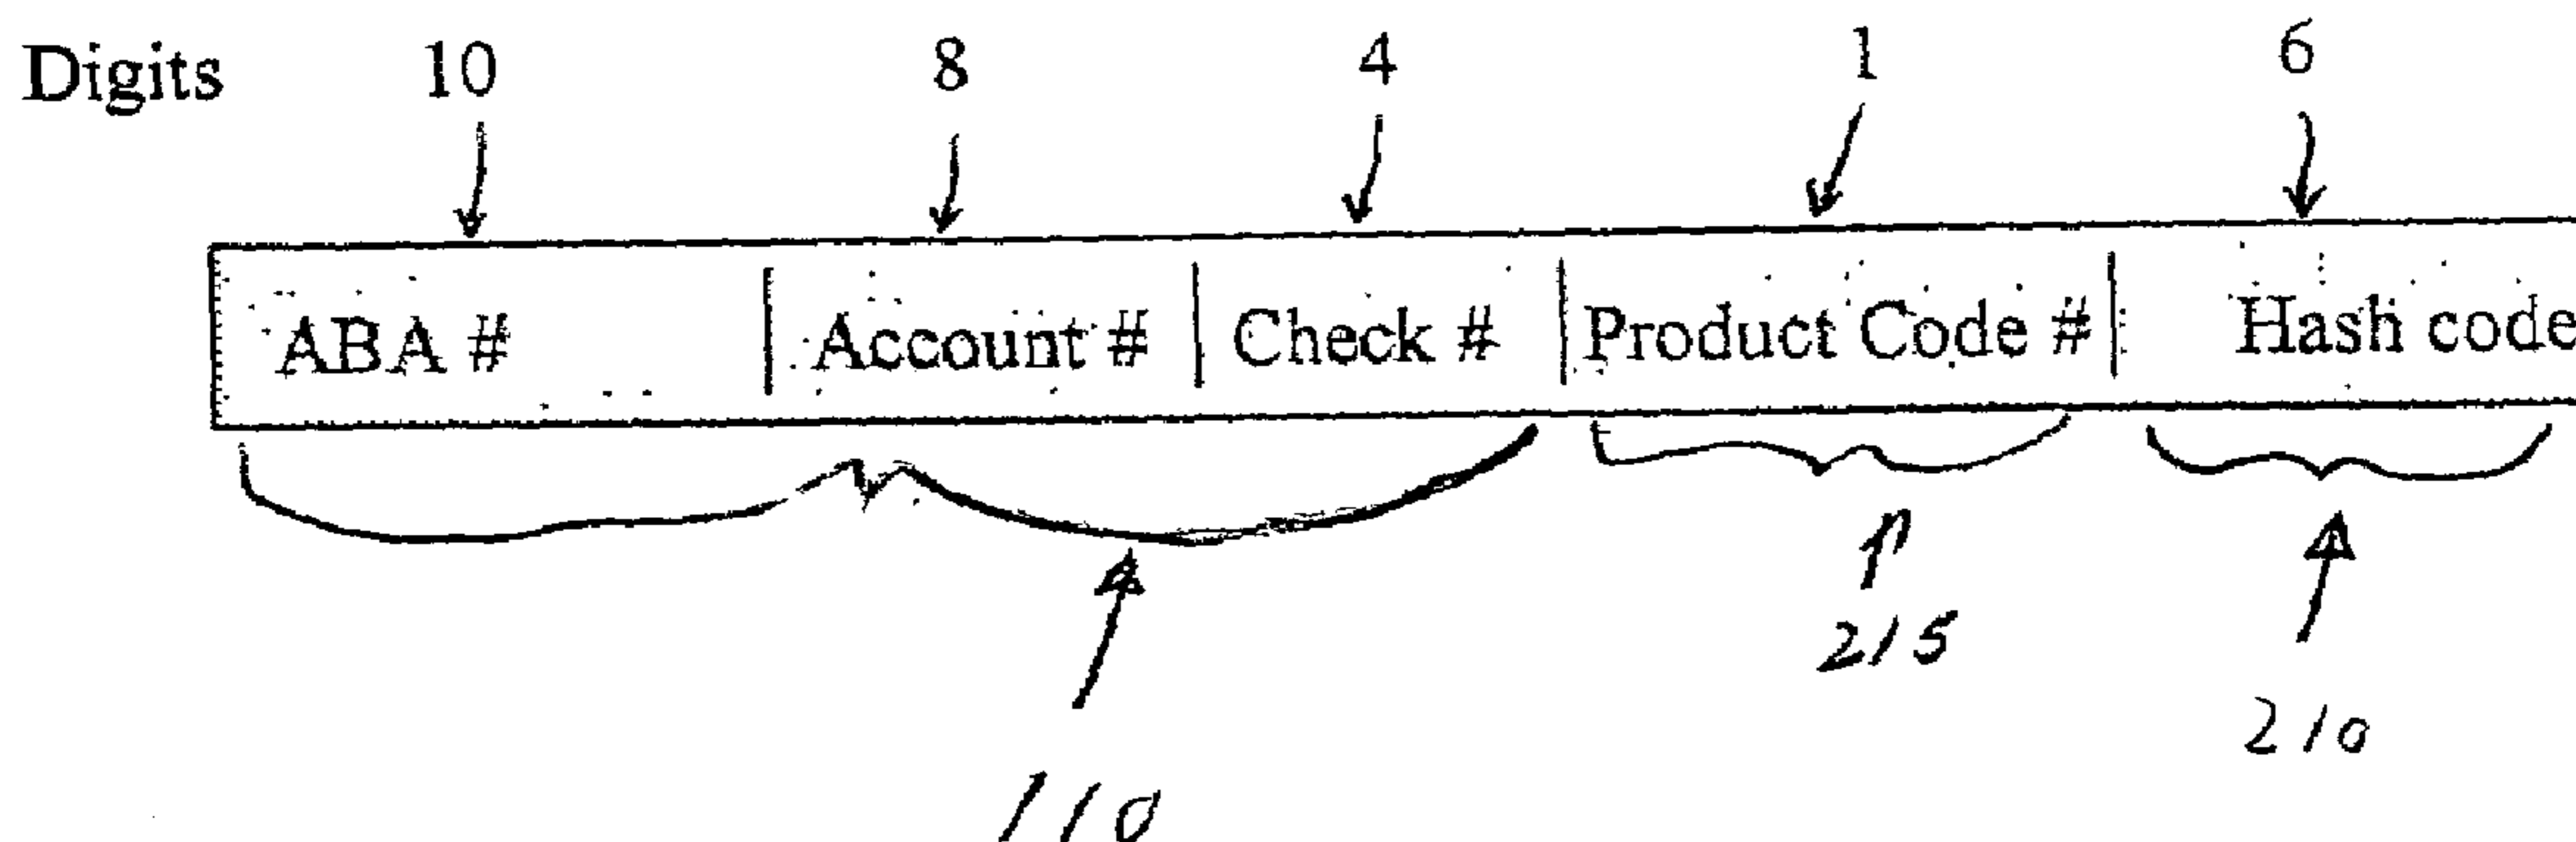 Digits 10 8 4 1 6
ABA # Account # Check # Product Code # Hash code
215
210
110